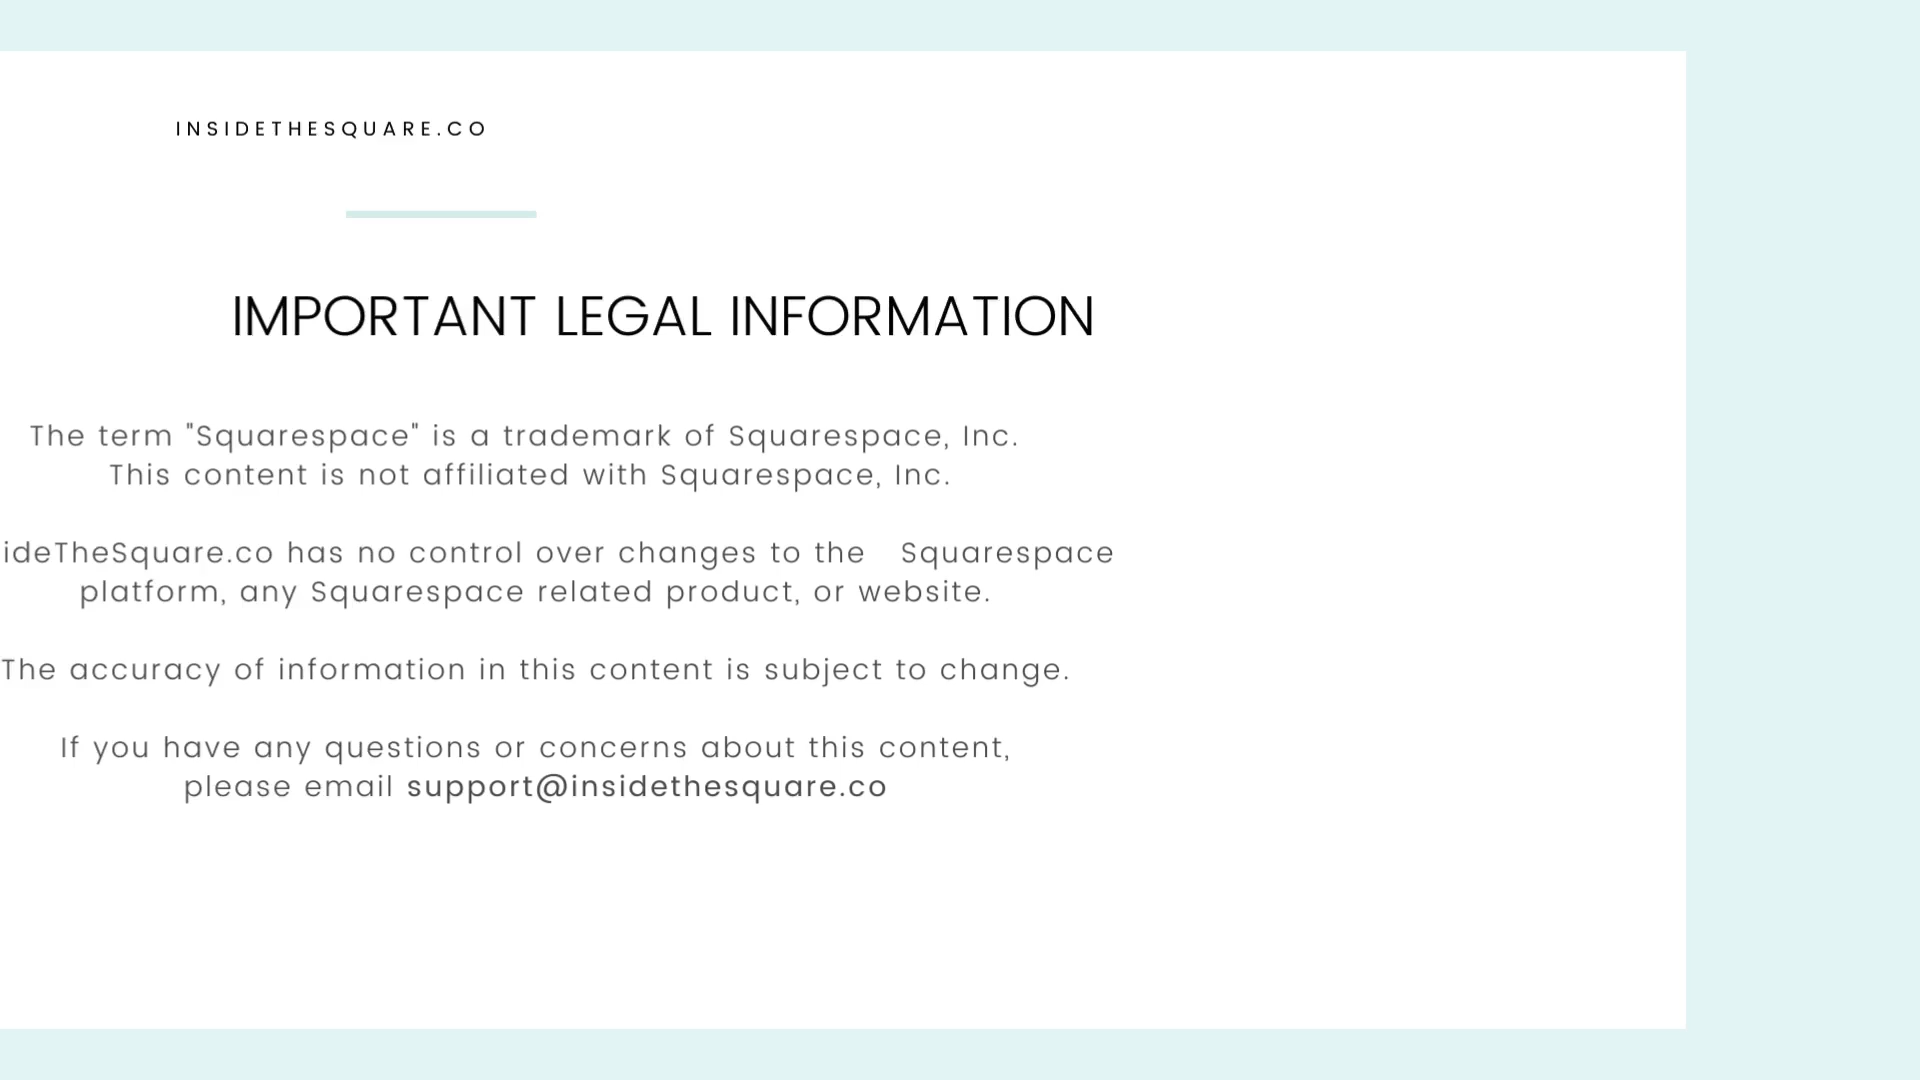 INSIDETHESQUARE.CO
IMPORTANT LEGAL INFORMATION
The term "Squarespace" is a trademark of Squarespace, Inc.
This content is not affiliated with Squarespace, Inc.
ideTheSquare.co has no control over changes to the Squarespace
platform, any Squarespace related product, or website.
The accuracy of information in this content is subject to change.
If you have any questions or concerns about this content,
please email support@insidethesquare.co